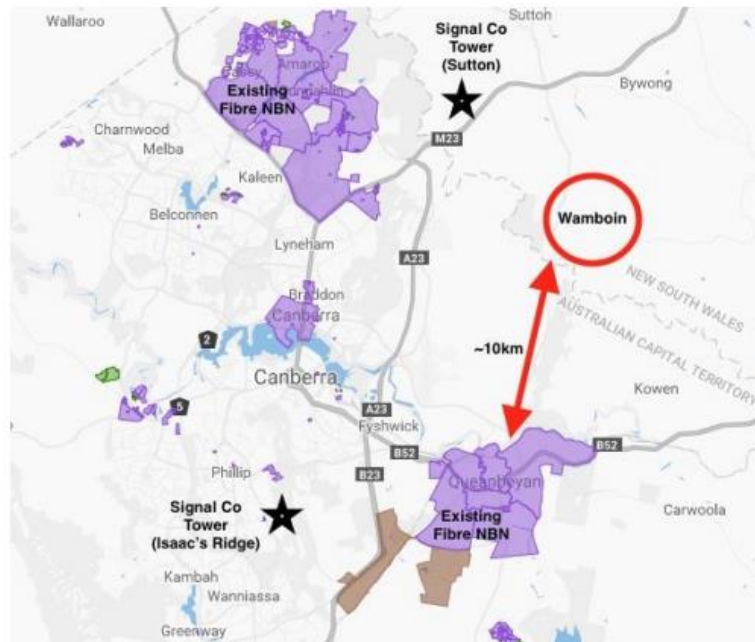 Wallaroo
Sutton
Signal Co
Tower
(Sutton)
Bywong
Casey
Amaroo
Existing
Fibre NBN
Charnwood
Melba
M23
Kaleen
Belconnen
Wamboin
Lyneham
A23
NEW SOUTH WALES
AUSTRALIAN CAPITAL TERRITORY
Braddon
Canberra
2
~10km
Canberra
Kowen
5
A23
Fyshwick
B52
B52
B23
Phillip
Queanbeyan
Signal Co
Tower
(Isaac's Ridge)
Existing
Fibre NBN
Carwoola
Kambah
Wanniassa
Greenway